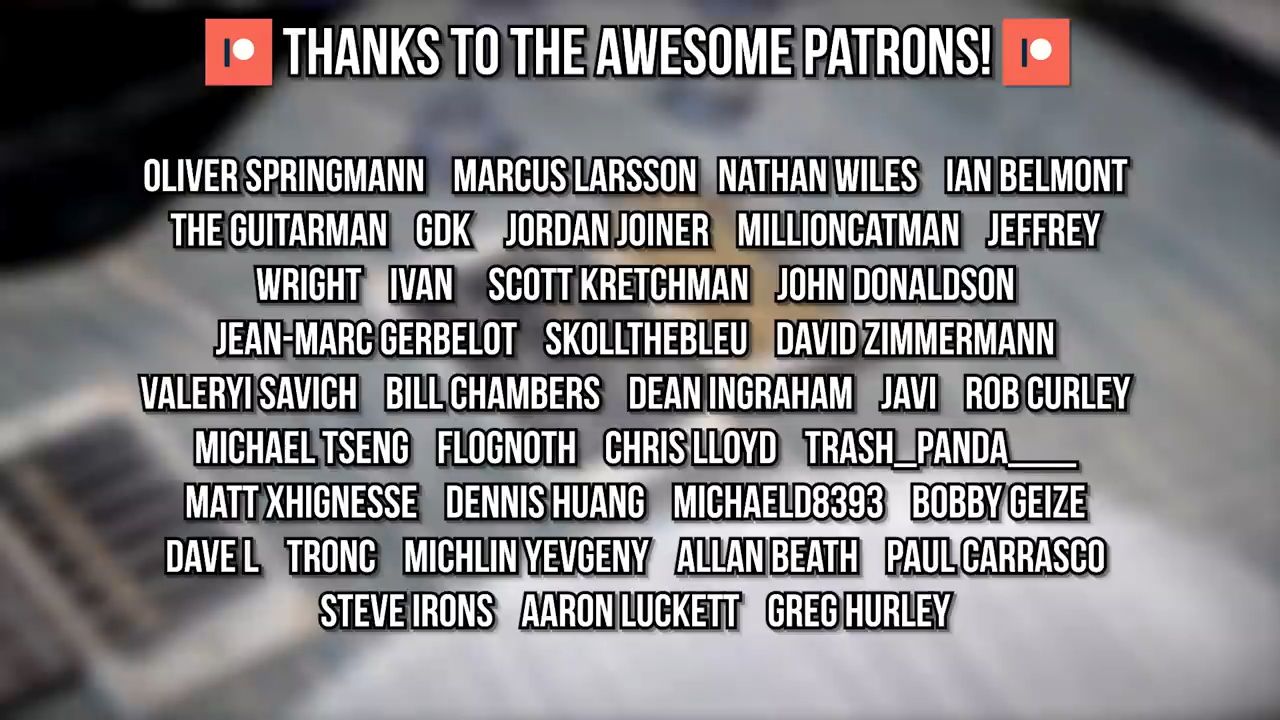 THANKS TO THE AWESOME PATRONS!
OLIVER SPRINGMANN MARCUS LARSSON NATHAN WILES IAN BELMONT
THE GUITARMAN GDK JORDAN JOINER MILLIONCATMAN JEFFREY
WRIGHT IVAN SCOTT KRETCHMAN JOHN DONALDSON
JEAN-MARC GERBELOT SKOLLTHEBLEU DAVID ZIMMERMANN
VALERYI SAVICH BILL CHAMBERS DEAN INGRAHAM JAVI ROB CURLEY
MICHAEL TSENG FLOGNOTH CHRIS LLOYD TRASH_PANDA___
MATT XHIGNESSE DENNIS HUANG MICHAELD8393 BOBBY GEIZE
DAVE L TRONC MICHLIN YEVGENY ALLAN BEATH PAUL CARRASCO
STEVE IRONS AARON LUCKETT GREG HURLEY